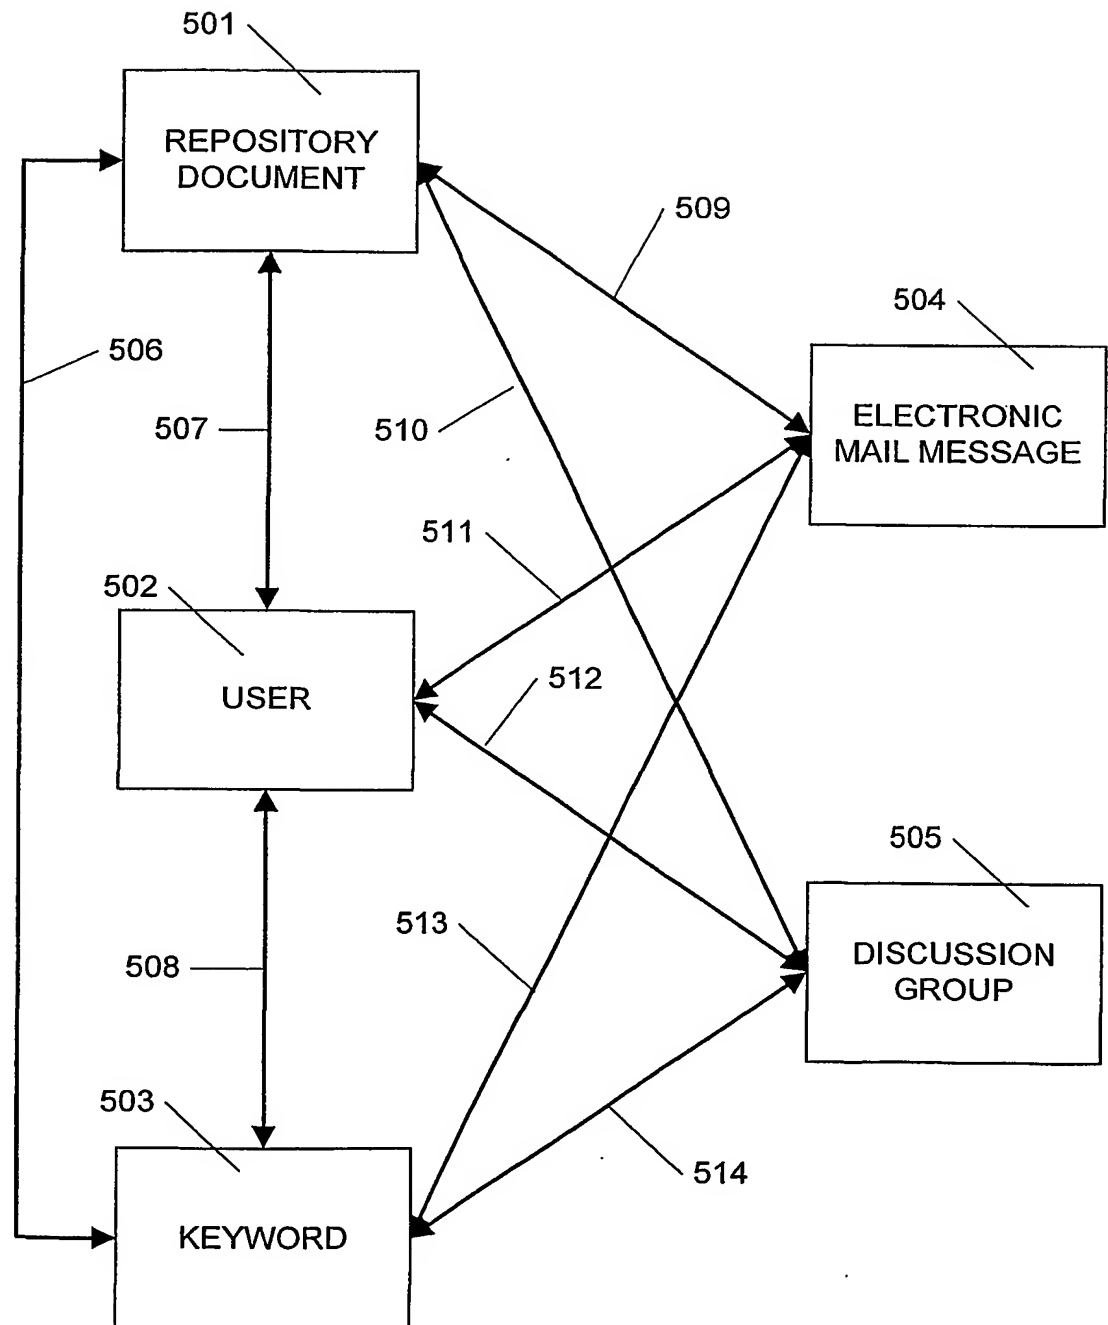 501
REPOSITORY
DOCUMENT
509
504
506
507
510
ELECTRONIC
MAIL MESSAGE
511
502
USER
512
505
513
508
DISCUSSION
GROUP
503
514
KEYWORD